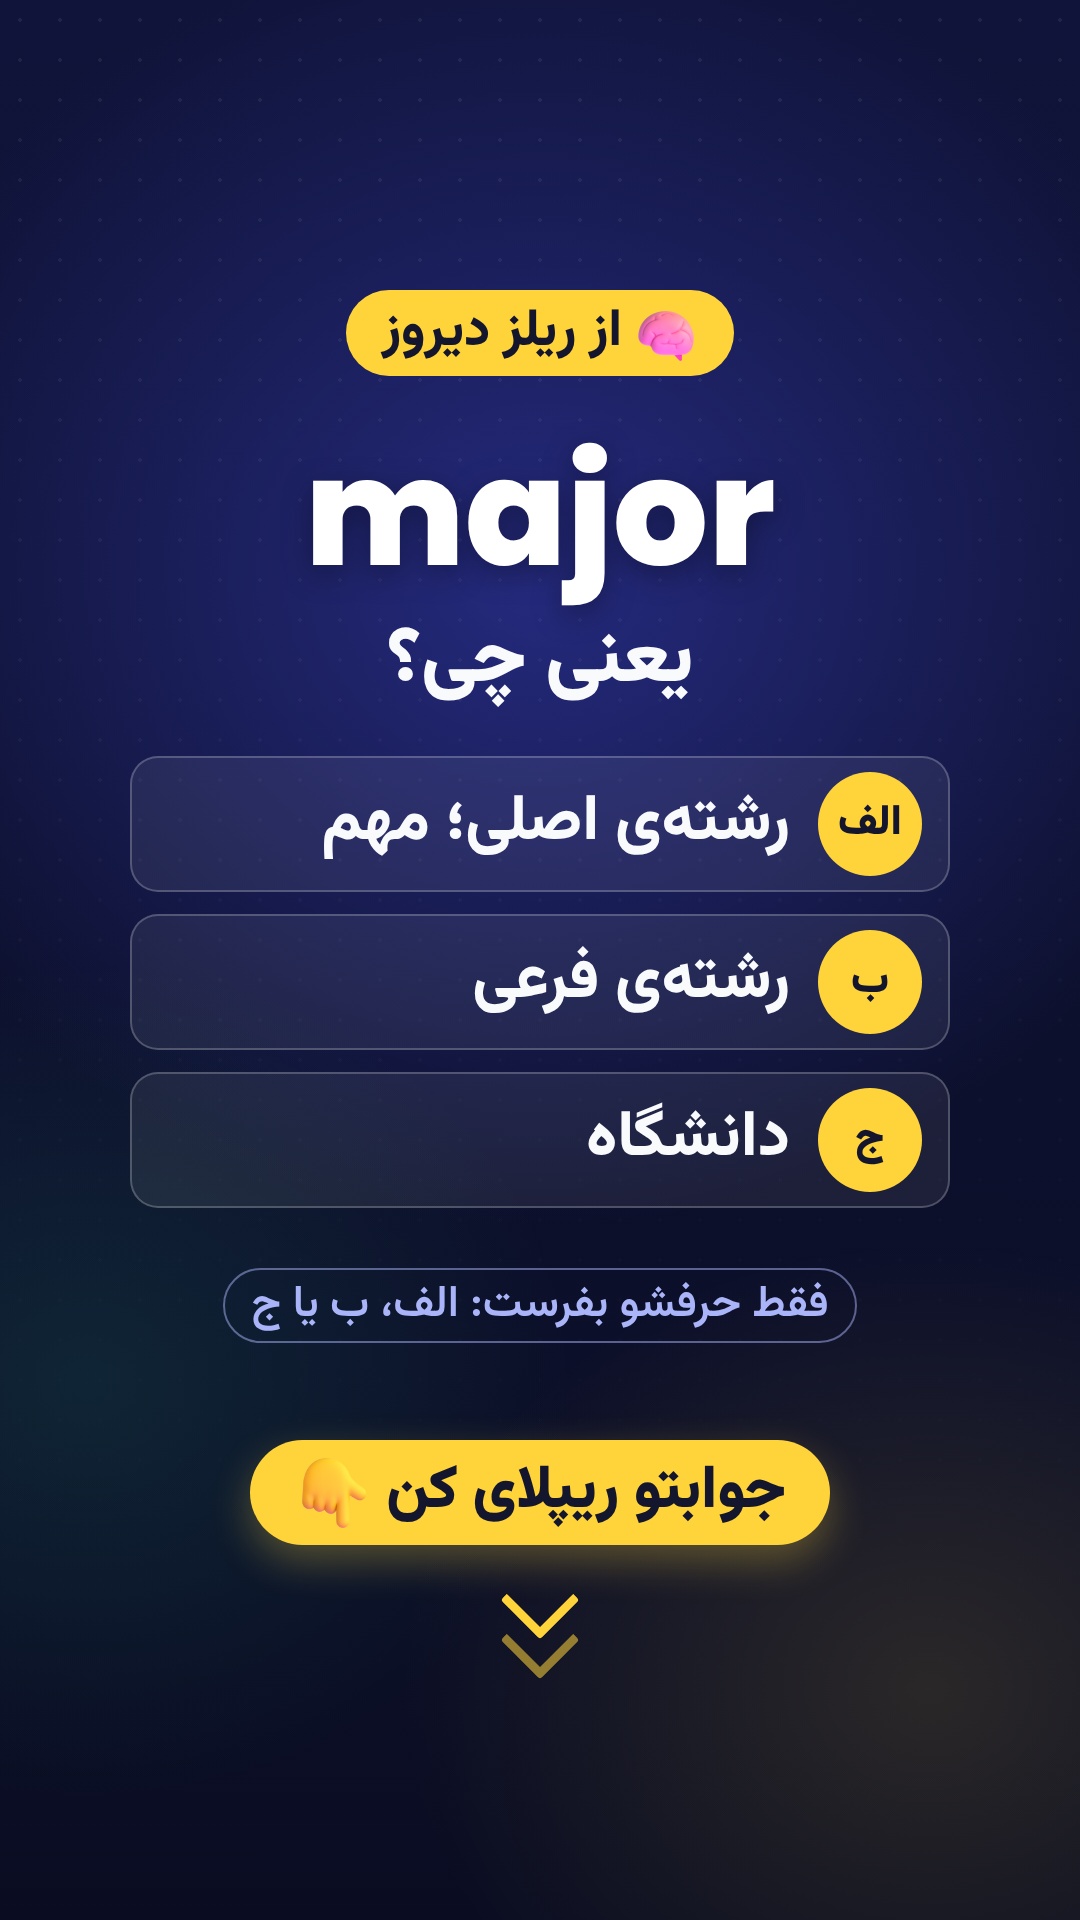 🧠 از ریلز دیروز
major
یعنی چی؟
الف رشته‌ی اصلی؛ مهم
ب رشته‌ی فرعی
ج دانشگاه
فقط حرفشو بفرست: الف، ب یا ج
جوابتو ریپلای کن 👇